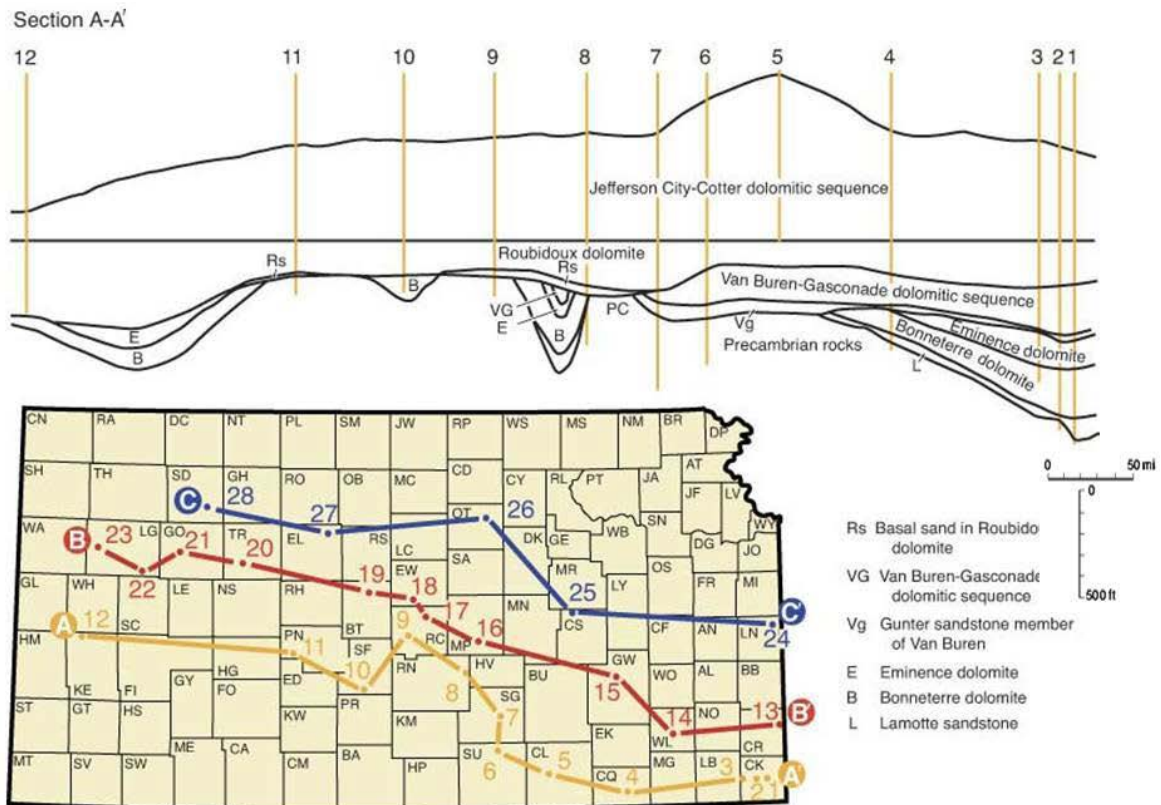 Section A-A'
12 11 10 9 8 7 6 5 4 3 2 1
Jefferson City-Cotter dolomitic sequence
Roubidoux dolomite
Rs
Rs
B
VG
E
B
PC
Van Buren-Gasconade dolomitic sequence
Vg
Precambrian rocks
Eminence dolomite
Bonneterre dolomite
L
E
B
CN RA DC NT PL SM JW RP WS MS NM BR DP
SH TH SD GH RO OB MC CD CY RL PT JA AT
C 28 27 OT 26 JF LV
WA LG GO TR EL RS LC SA DK GE WB SN DG JO WY
B 23 22 21 20 19 18 17 16
GL WH LE NS RH EW MR LY OS FR MI
SC BT MN 25 C
A 12 11 10 9 8 CS CF AN LN 24
HM PN SF RC MP
KE FI HG ED RN HV BU GW WO AL BB
GY FO PR SG 15
ST GT HS KW KM 7 EK 14 NO 13 B'
WL CR
MT SV SW ME CA CM BA HP SU 6 CL 5 CQ 4 MG LB 3 CK 2 1 A
0 50 mi
0
500 ft
Rs Basal sand in Roubido
dolomite
VG Van Buren-Gasconade
dolomitic sequence
Vg Gunter sandstone member
of Van Buren
E Eminence dolomite
B Bonneterre dolomite
L Lamotte sandstone